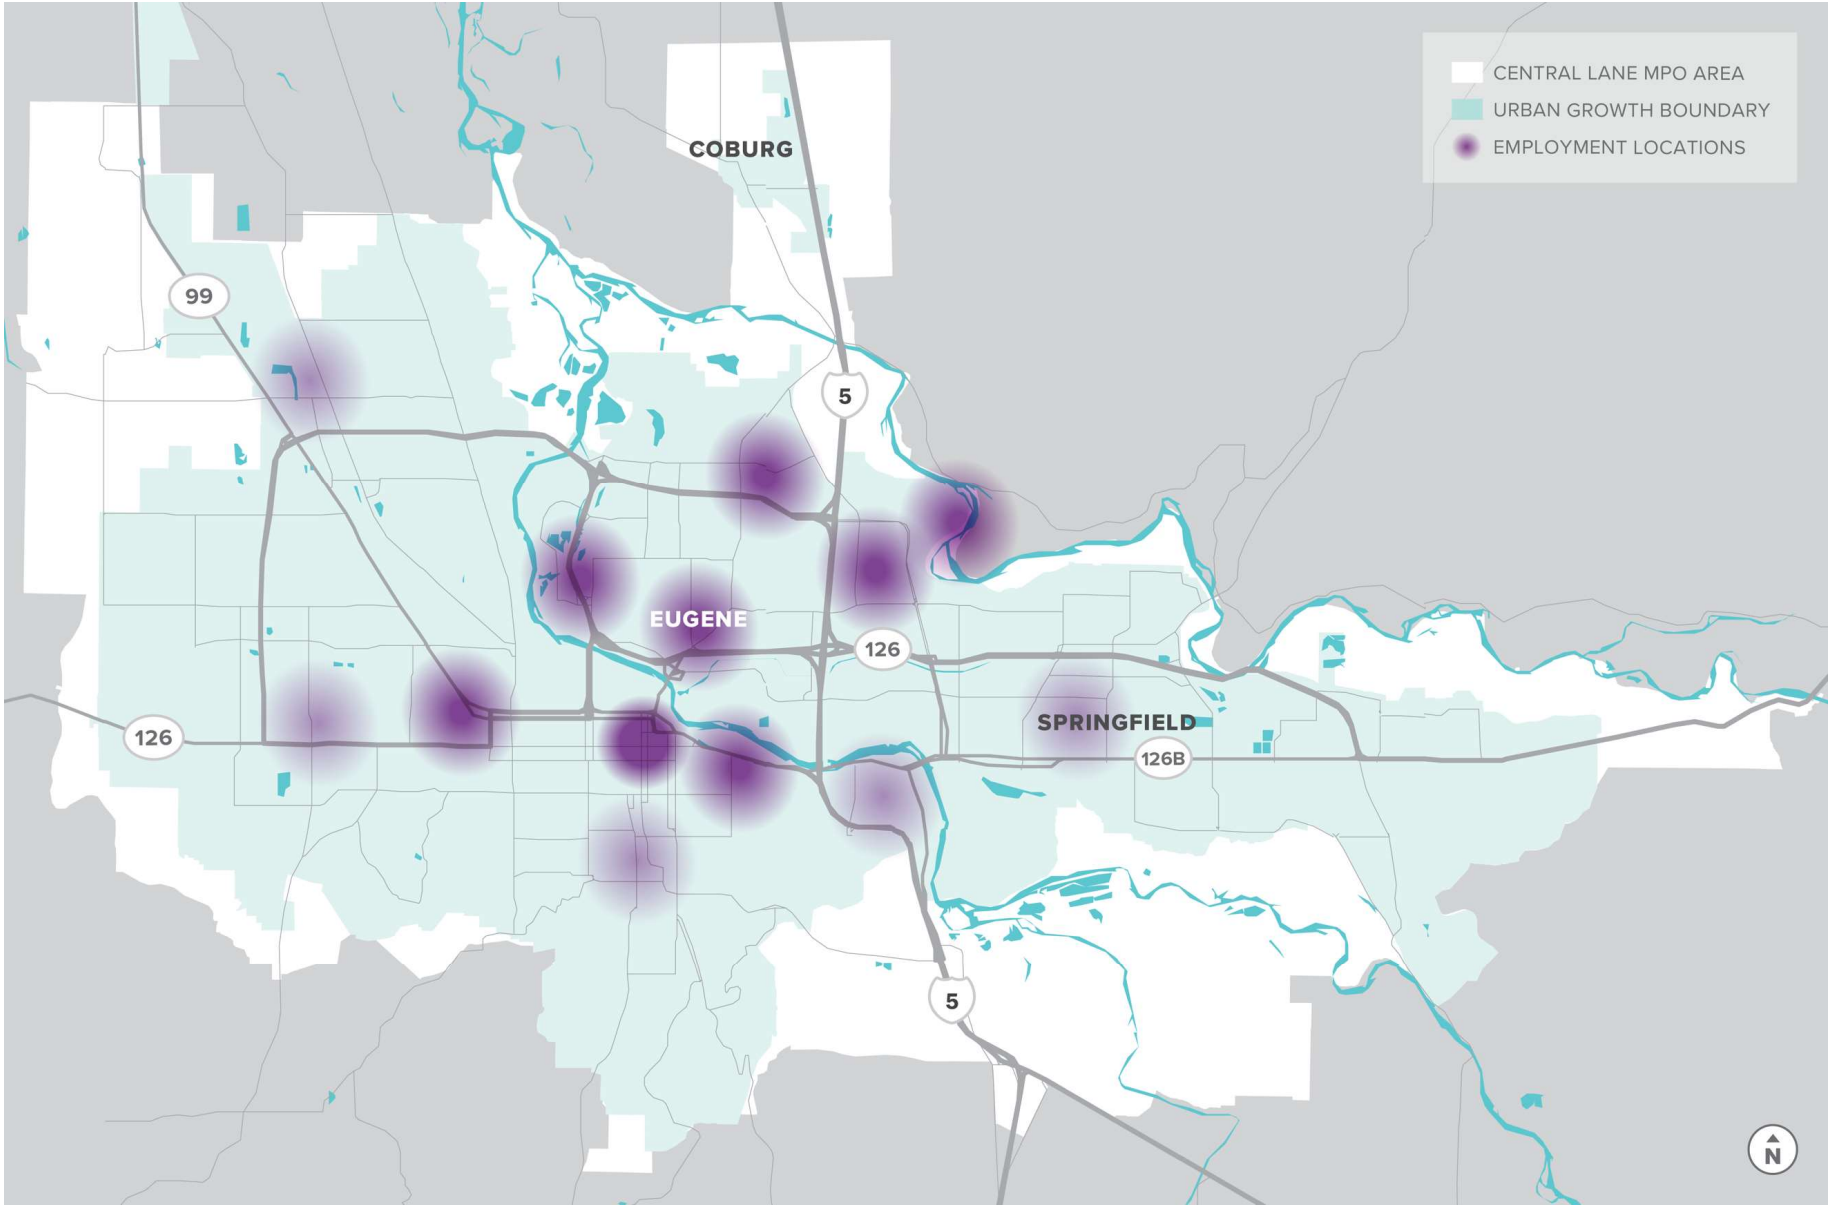 CENTRAL LANE MPO AREA
URBAN GROWTH BOUNDARY
EMPLOYMENT LOCATIONS
COBURG
99
5
EUGENE
126
SPRINGFIELD
126
126B
5
N